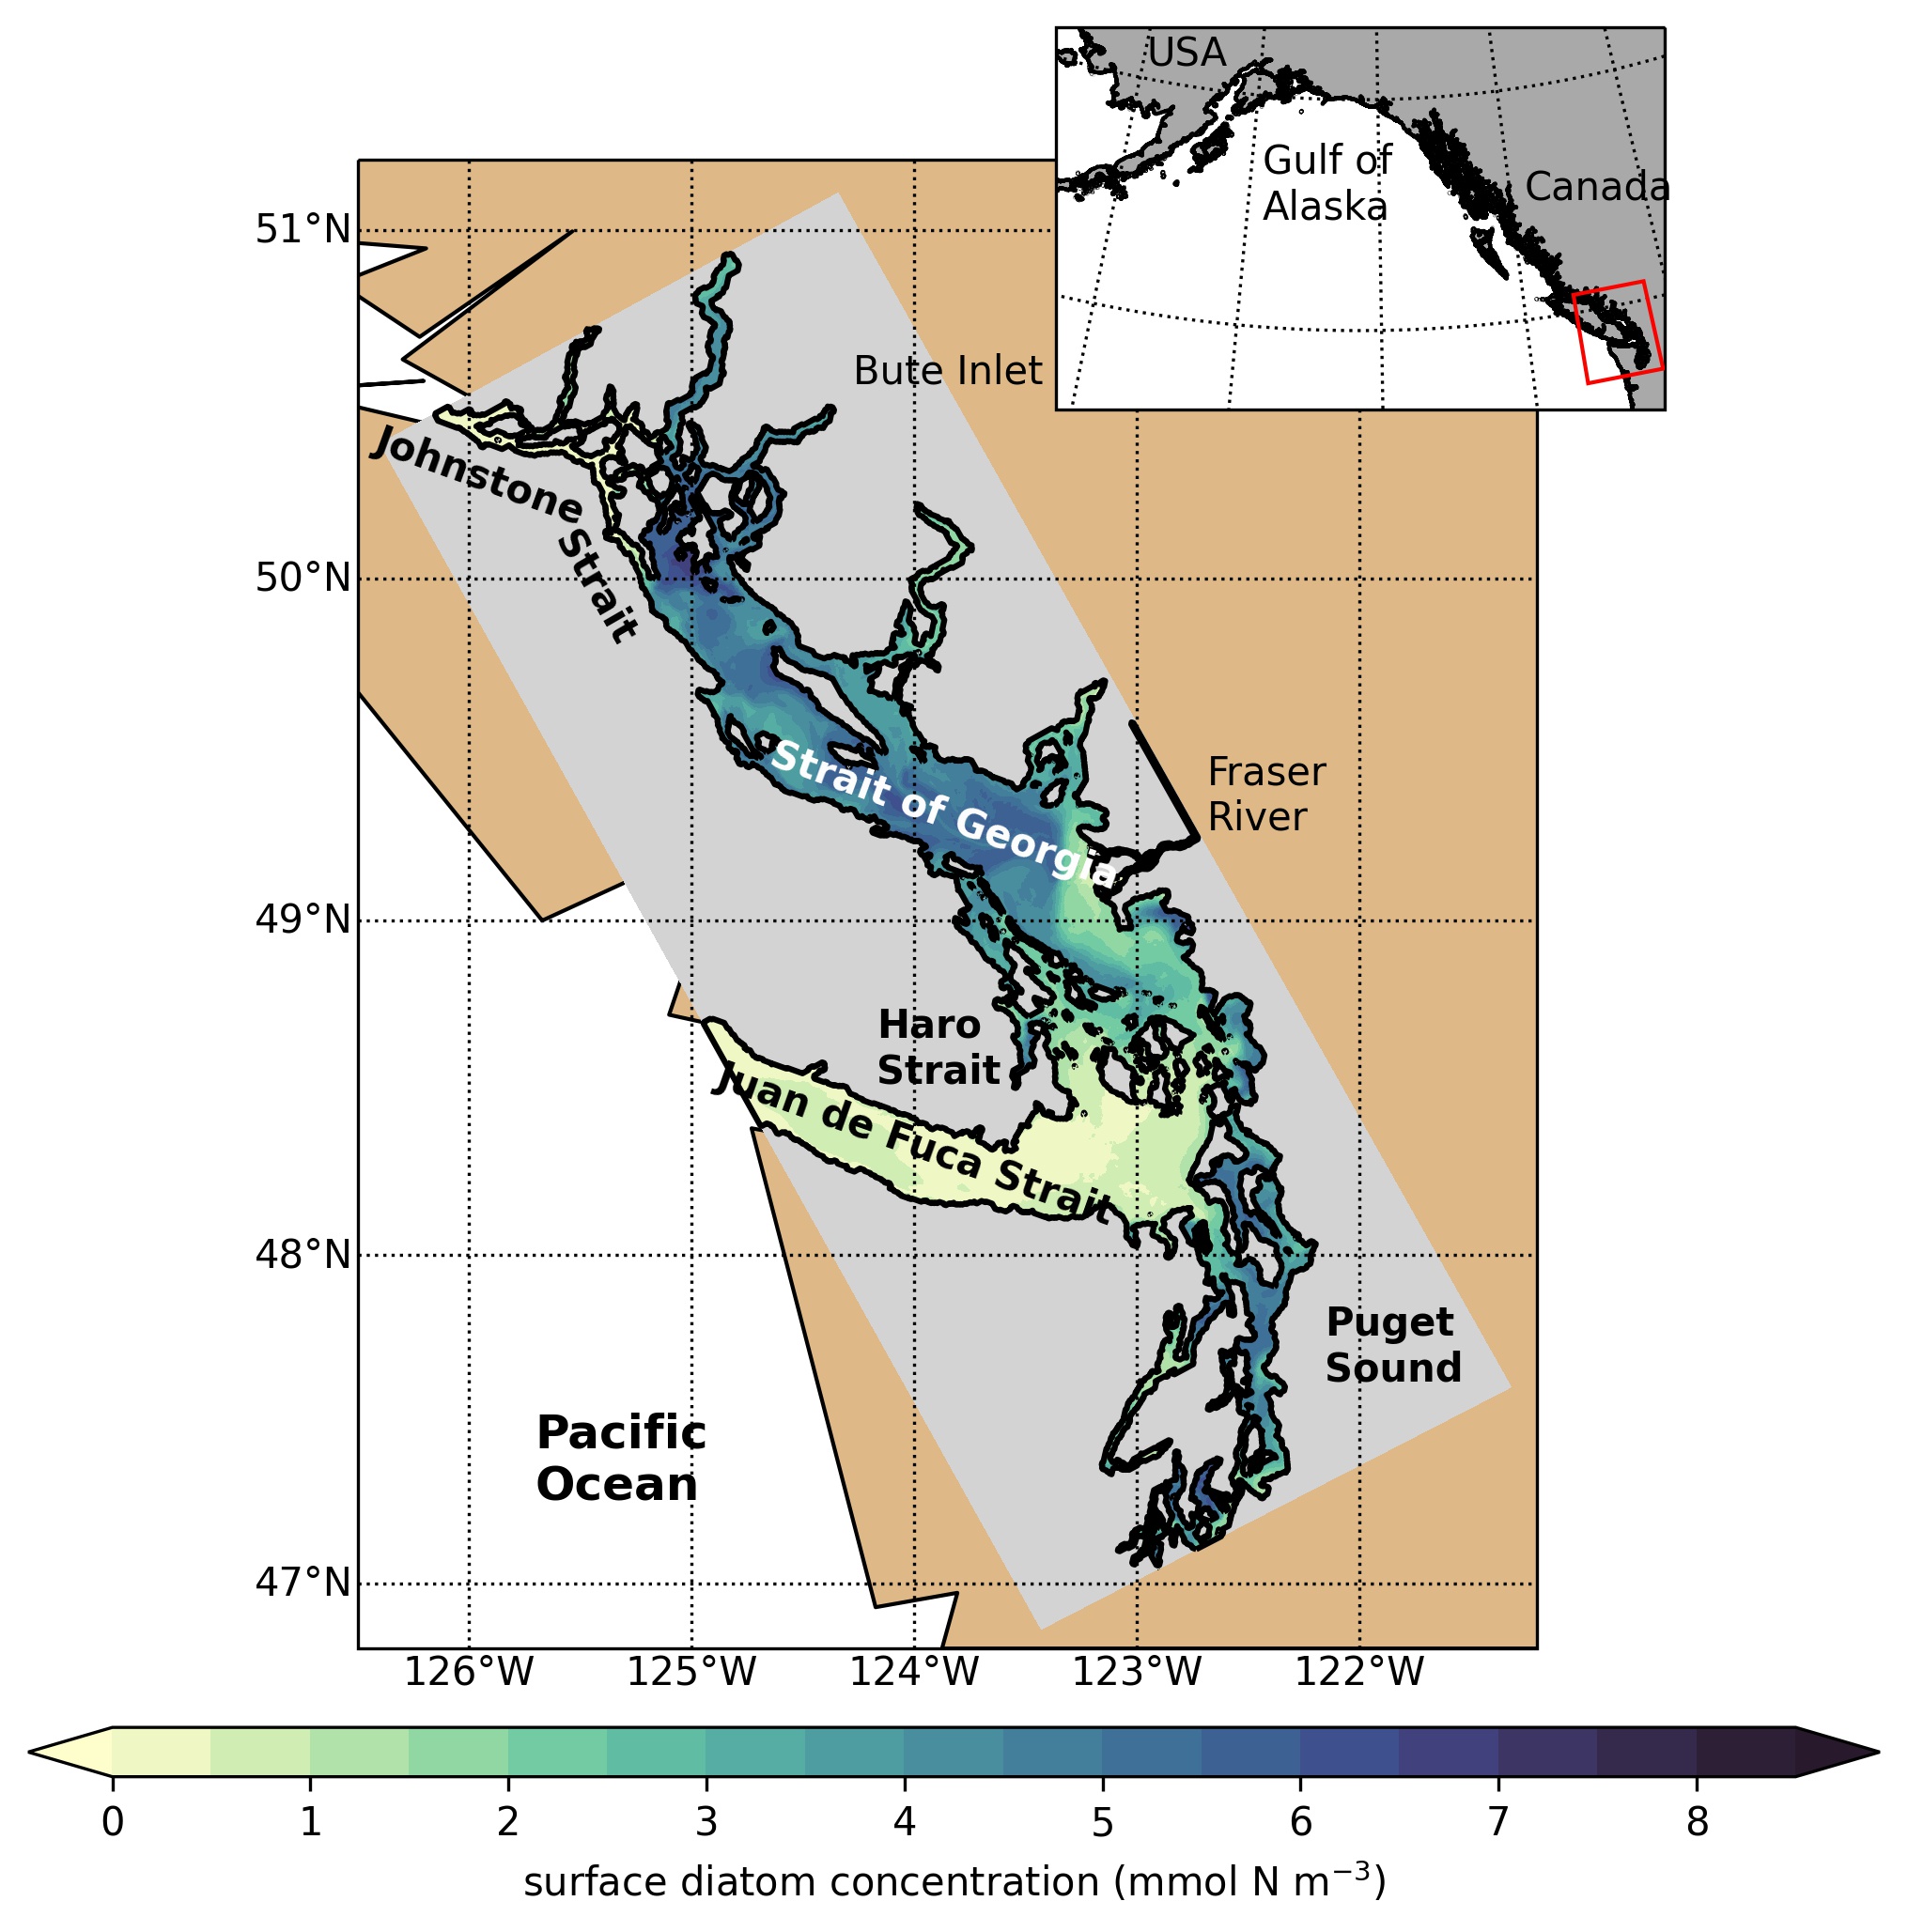 USA
Gulf of
Alaska
Canada
51°N
Bute Inlet
Johnstone
Strait
50°N
Strait of Georgia
Fraser
River
49°N
Haro
Strait
Juan de Fuca Strait
48°N
Puget
Sound
Pacific
Ocean
47°N
126°W 125°W 124°W 123°W 122°W
0 1 2 3 4 5 6 7 8
surface diatom concentration (mmol N m⁻³)